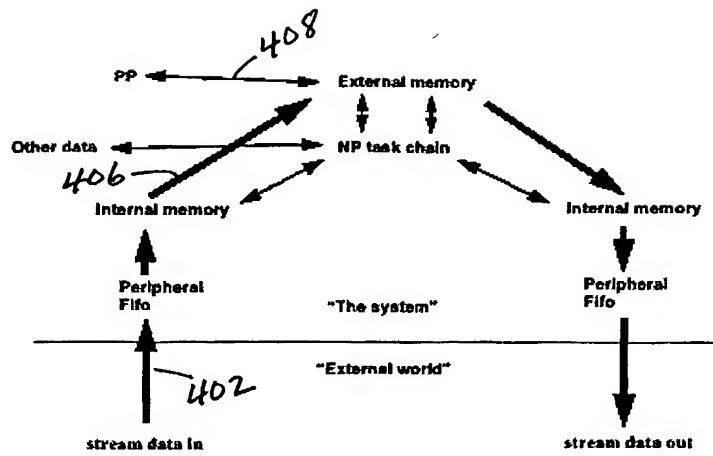 408
PP
External memory
Other data
NP task chain
406
Internal memory
Internal memory
Peripheral
Fifo
Peripheral
Fifo
"The system"
"External world"
402
stream data in
stream data out